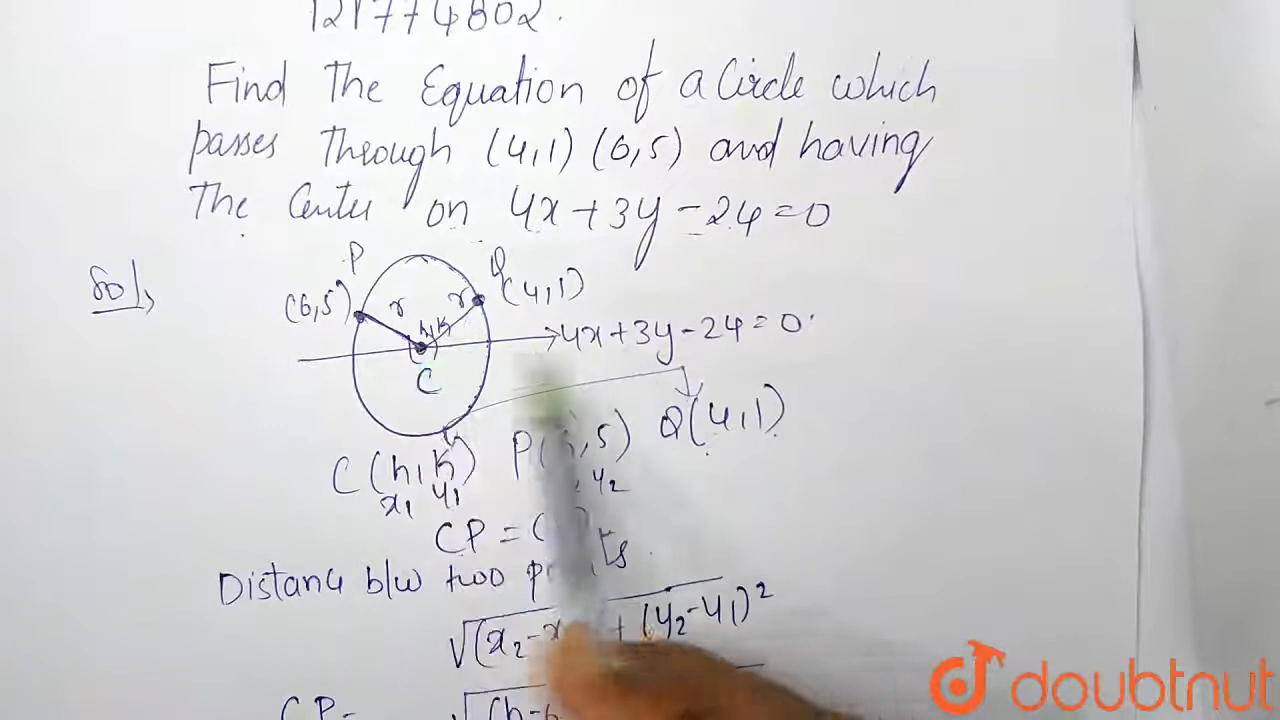 121774802.
Find The Equation of a Circle which
passes Through (4,1) (6,5) and having
The Center on 4x+3y-24=0
Sol,
P
Q
(6,5)
r
r
(4,1)
h,k
4x+3y-24=0
C
C(h,k) P( ,5) Q(4,1)
x1 y1 y2
CP = (
Distance b/w two
√(x2-x + (y2-y1)²
CP=
√(h-6
doubtnut